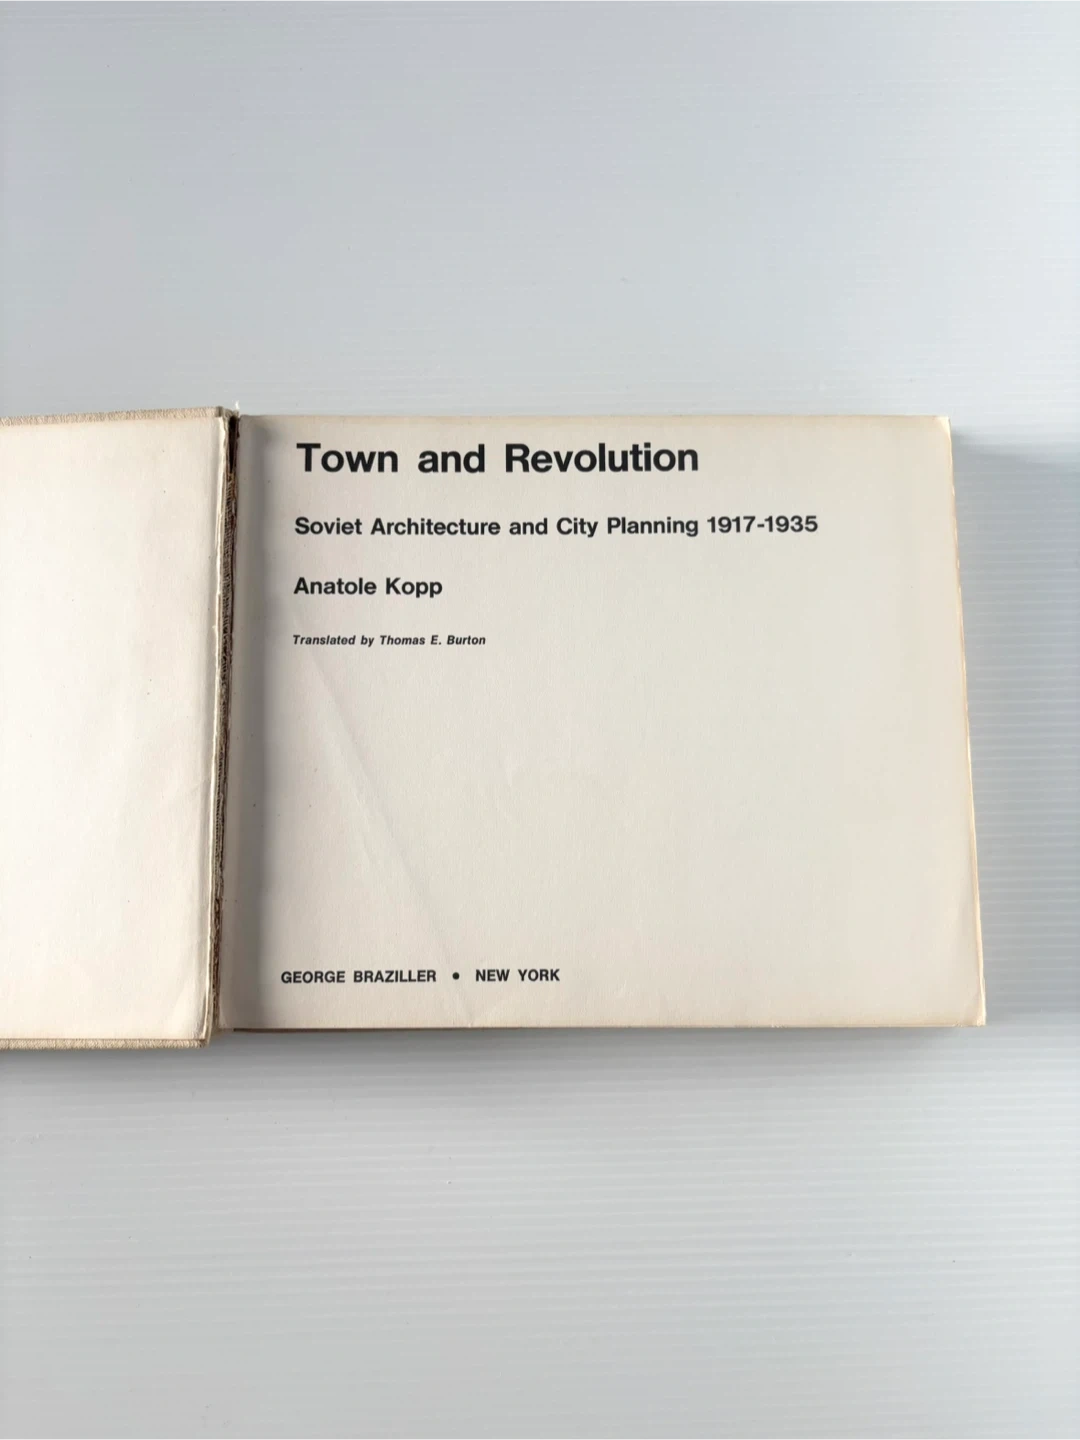 Town and Revolution
Soviet Architecture and City Planning 1917-1935
Anatole Kopp
Translated by Thomas E. Burton
GEORGE BRAZILLER • NEW YORK